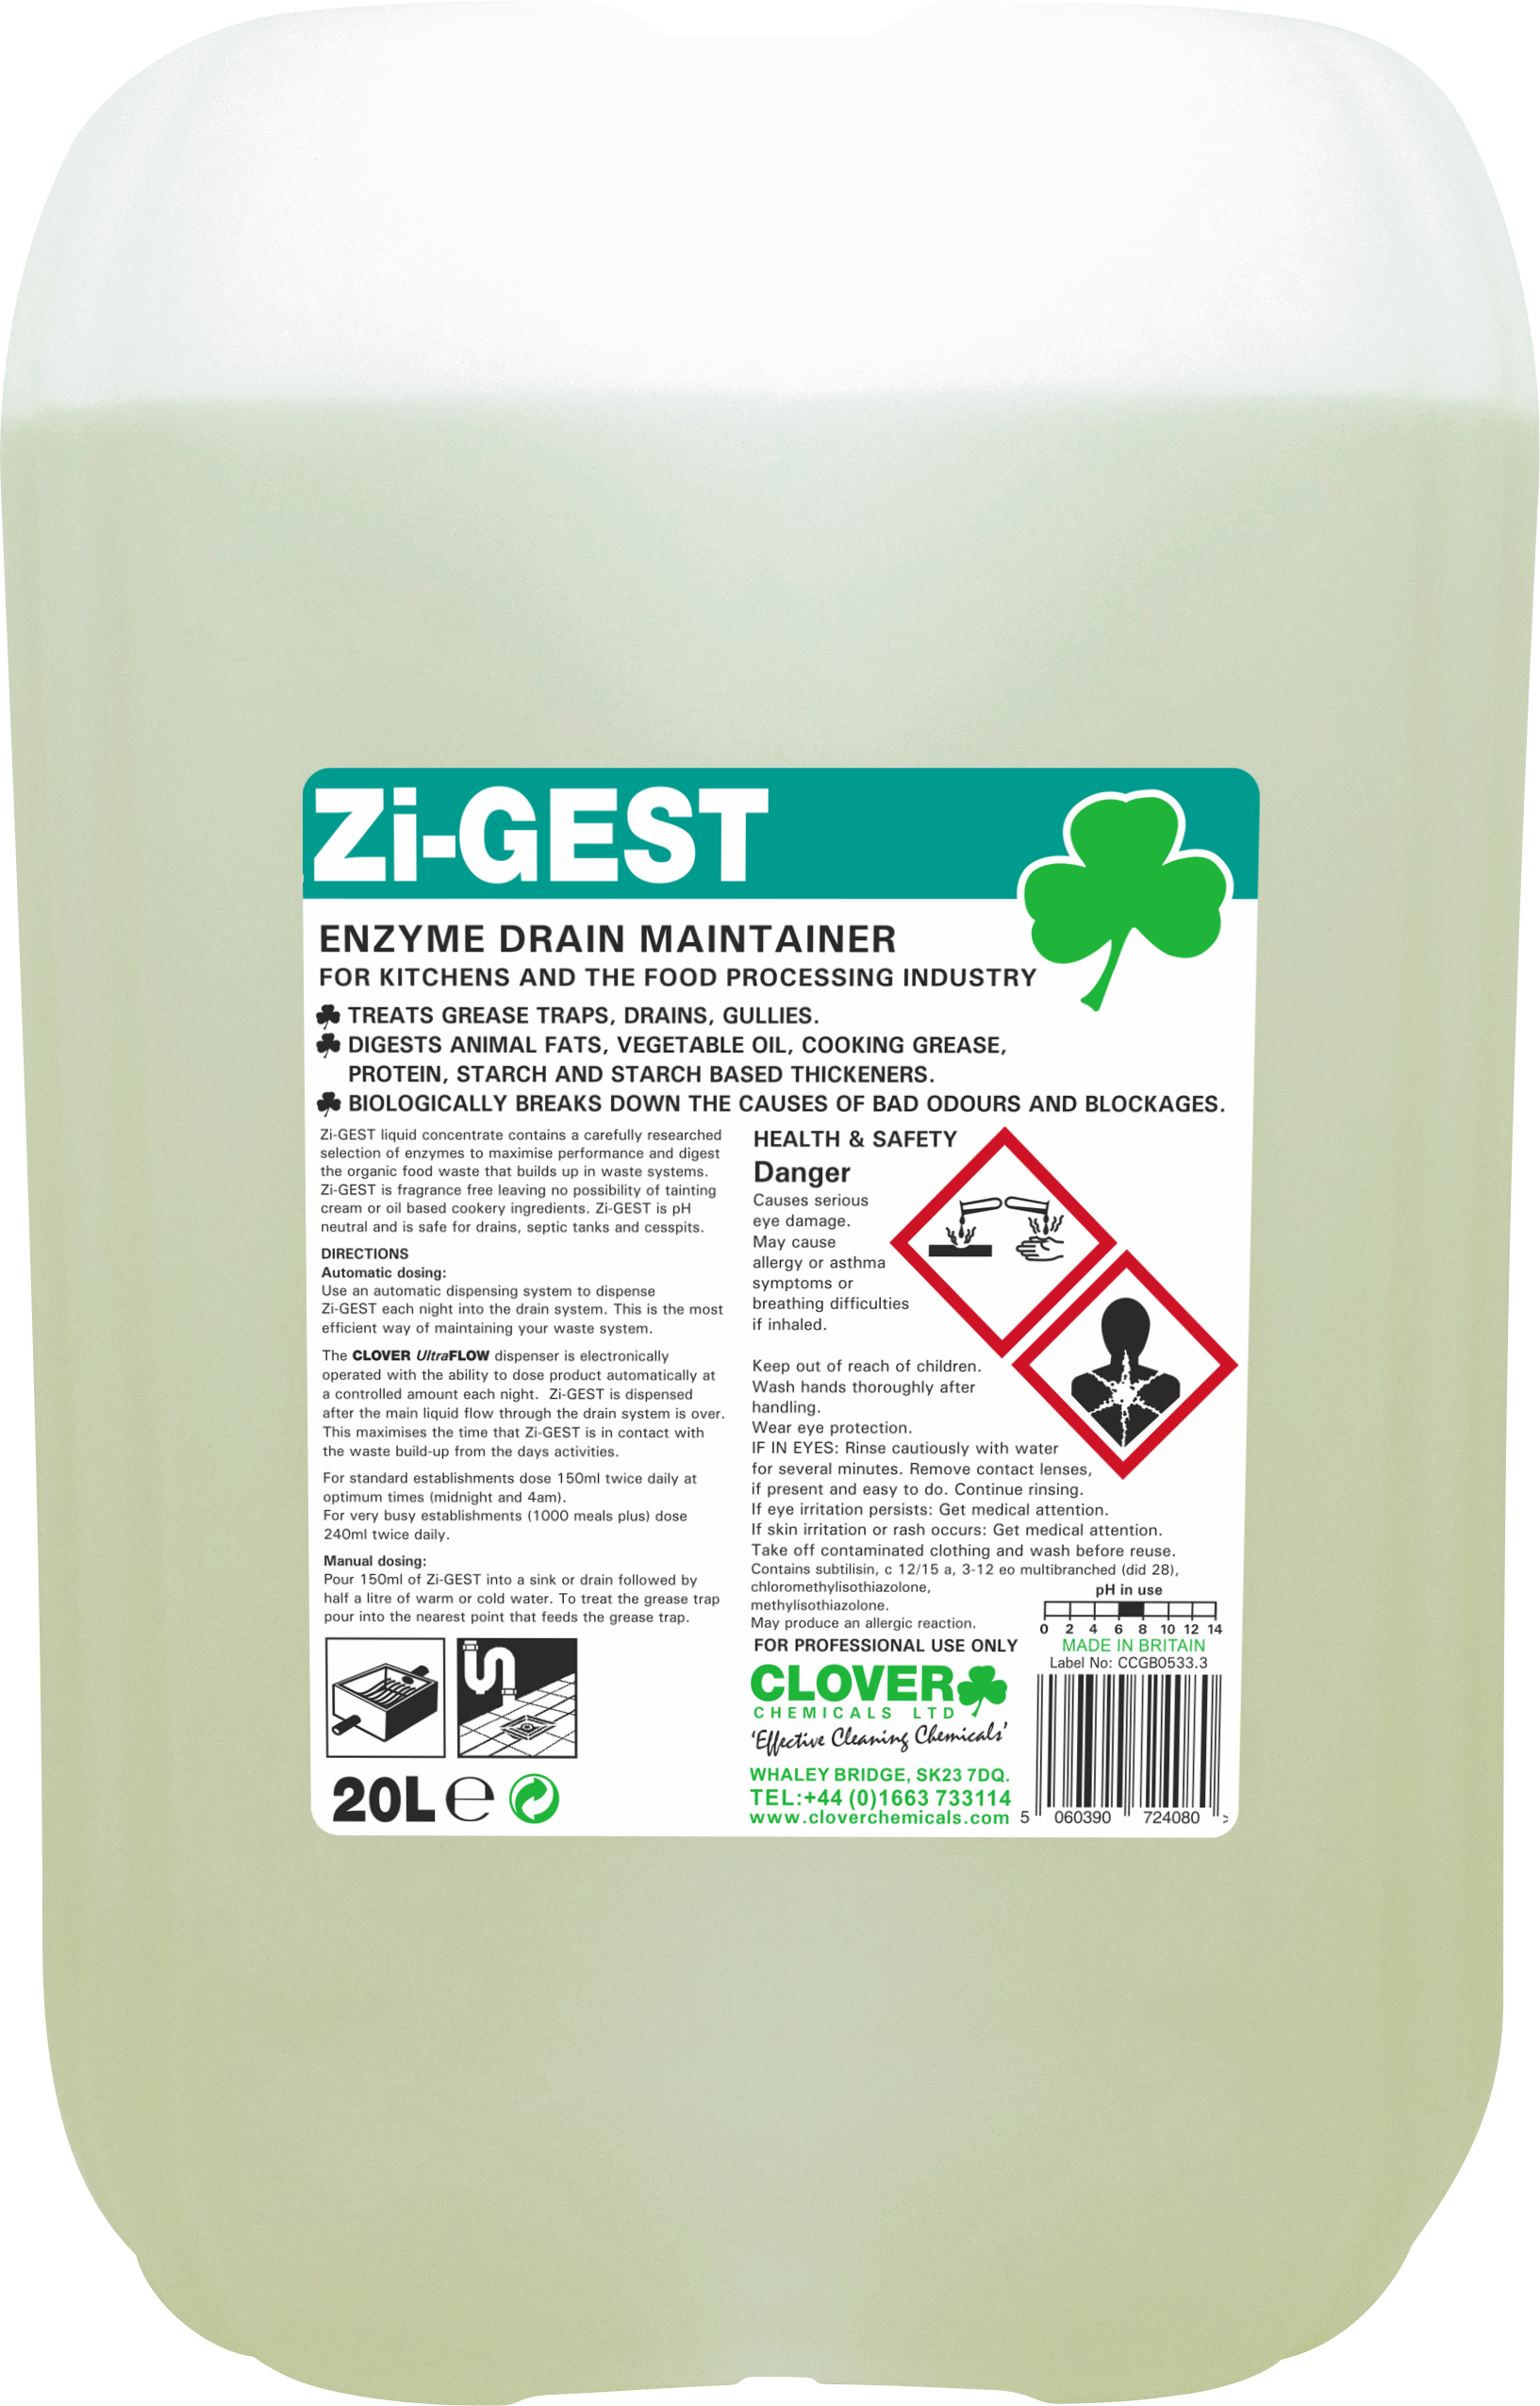 Zi-GEST
ENZYME DRAIN MAINTAINER
FOR KITCHENS AND THE FOOD PROCESSING INDUSTRY
TREATS GREASE TRAPS, DRAINS, GULLIES.
DIGESTS ANIMAL FATS, VEGETABLE OIL, COOKING GREASE,
PROTEIN, STARCH AND STARCH BASED THICKENERS.
BIOLOGICALLY BREAKS DOWN THE CAUSES OF BAD ODOURS AND BLOCKAGES.
Zi-GEST liquid concentrate contains a carefully researched
selection of enzymes to maximise performance and digest
the organic food waste that builds up in waste systems.
Zi-GEST is fragrance free leaving no possibility of tainting
cream or oil based cookery ingredients. Zi-GEST is pH
neutral and is safe for drains, septic tanks and cesspits.
DIRECTIONS
Automatic dosing:
Use an automatic dispensing system to dispense
Zi-GEST each night into the drain system. This is the most
efficient way of maintaining your waste system.
The CLOVER UltraFLOW dispenser is electronically
operated with the ability to dose product automatically at
a controlled amount each night. Zi-GEST is dispensed
after the main liquid flow through the drain system is over.
This maximises the time that Zi-GEST is in contact with
the waste build-up from the days activities.
For standard establishments dose 150ml twice daily at
optimum times (midnight and 4am).
For very busy establishments (1000 meals plus) dose
240ml twice daily.
Manual dosing:
Pour 150ml of Zi-GEST into a sink or drain followed by
half a litre of warm or cold water. To treat the grease trap
pour into the nearest point that feeds the grease trap.
20L e
HEALTH & SAFETY
Danger
Causes serious
eye damage.
May cause
allergy or asthma
symptoms or
breathing difficulties
if inhaled.
Keep out of reach of children.
Wash hands thoroughly after
handling.
Wear eye protection.
IF IN EYES: Rinse cautiously with water
for several minutes. Remove contact lenses,
if present and easy to do. Continue rinsing.
If eye irritation persists: Get medical attention.
If skin irritation or rash occurs: Get medical attention.
Take off contaminated clothing and wash before reuse.
Contains subtilisin, c 12/15 a, 3-12 eo multibranched (did 28),
chloromethylisothiazolone,
methylisothiazolone.
May produce an allergic reaction.
FOR PROFESSIONAL USE ONLY
CLOVER
CHEMICALS LTD
'Effective Cleaning Chemicals'
WHALEY BRIDGE, SK23 7DQ.
TEL:+44 (0)1663 733114
www.cloverchemicals.com
pH in use
0 2 4 6 8 10 12 14
MADE IN BRITAIN
Label No: CCGB0533.3
5 060390 724080 >